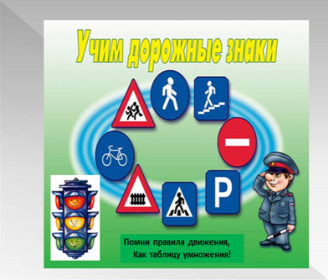 Учим дорожные знаки
P
Помни правила движения,
Как таблицу умножения!